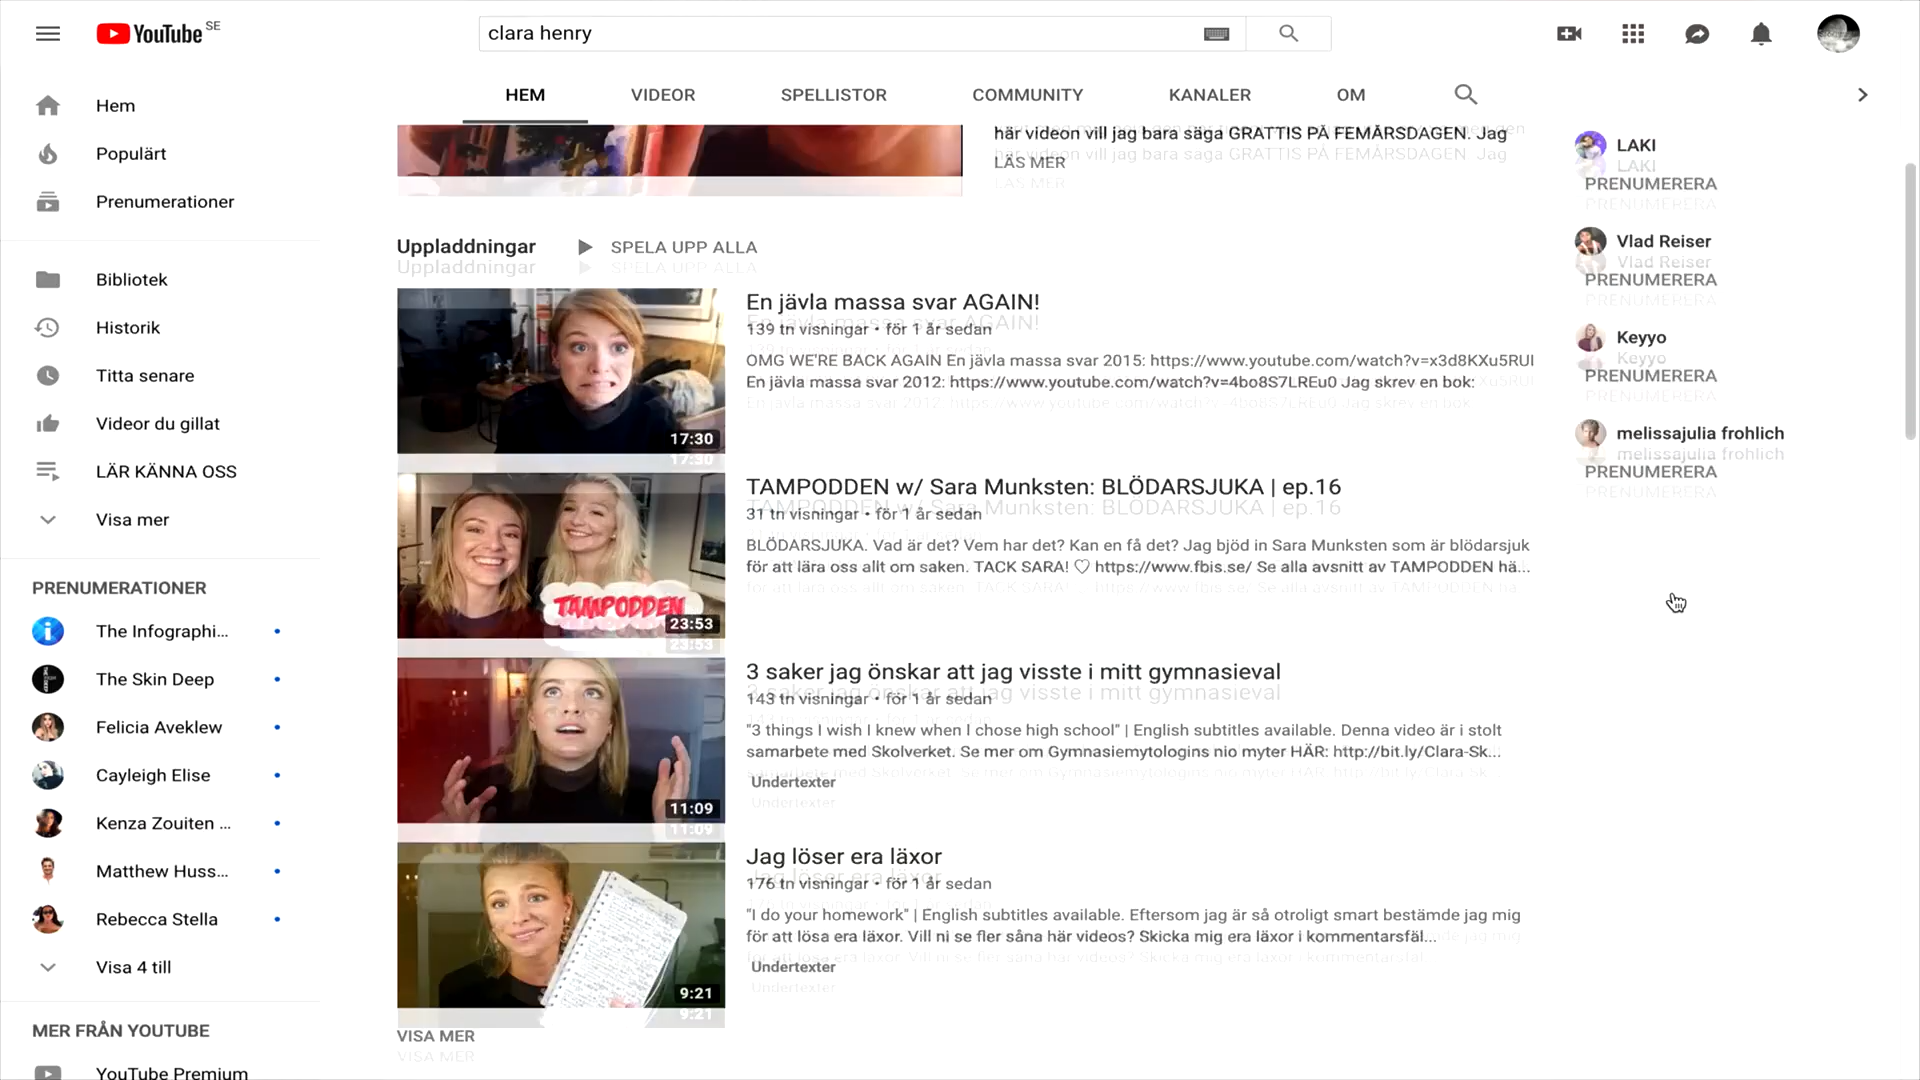 YouTube SE
clara henry
HEM VIDEOR SPELLISTOR COMMUNITY KANALER OM
Hem
Populärt
Prenumerationer
Bibliotek
Historik
Titta senare
Videor du gillat
LÄR KÄNNA OSS
Visa mer
PRENUMERATIONER
The Infographi...
The Skin Deep
Felicia Aveklew
Cayleigh Elise
Kenza Zouiten ...
Matthew Huss...
Rebecca Stella
Visa 4 till
MER FRÅN YOUTUBE
YouTube Premium
här videon vill jag bara säga GRATTIS PÅ FEMÅRSDAGEN. Jag
LÄS MER
Uppladdningar SPELA UPP ALLA
17:30
En jävla massa svar AGAIN!
139 tn visningar • för 1 år sedan
OMG WE'RE BACK AGAIN En jävla massa svar 2015: https://www.youtube.com/watch?v=x3d8KXu5RUI
En jävla massa svar 2012: https://www.youtube.com/watch?v=4bo8S7LREu0 Jag skrev en bok:
TAMPODDEN
23:53
TAMPODDEN w/ Sara Munksten: BLÖDARSJUKA | ep.16
31 tn visningar • för 1 år sedan
BLÖDARSJUKA. Vad är det? Vem har det? Kan en få det? Jag bjöd in Sara Munksten som är blödarsjuk
för att lära oss allt om saken. TACK SARA! ♡ https://www.fbis.se/ Se alla avsnitt av TAMPODDEN hä...
11:09
3 saker jag önskar att jag visste i mitt gymnasieval
143 tn visningar • för 1 år sedan
"3 things I wish I knew when I chose high school" | English subtitles available. Denna video är i stolt
samarbete med Skolverket. Se mer om Gymnasiemytologins nio myter HÄR: http://bit.ly/Clara-Sk...
Undertexter
9:21
Jag löser era läxor
176 tn visningar • för 1 år sedan
"I do your homework" | English subtitles available. Eftersom jag är så otroligt smart bestämde jag mig
för att lösa era läxor. Vill ni se fler såna här videos? Skicka mig era läxor i kommentarsfäl...
Undertexter
VISA MER
LAKI
PRENUMERERA
Vlad Reiser
PRENUMERERA
Keyyo
PRENUMERERA
melissajulia frohlich
PRENUMERERA